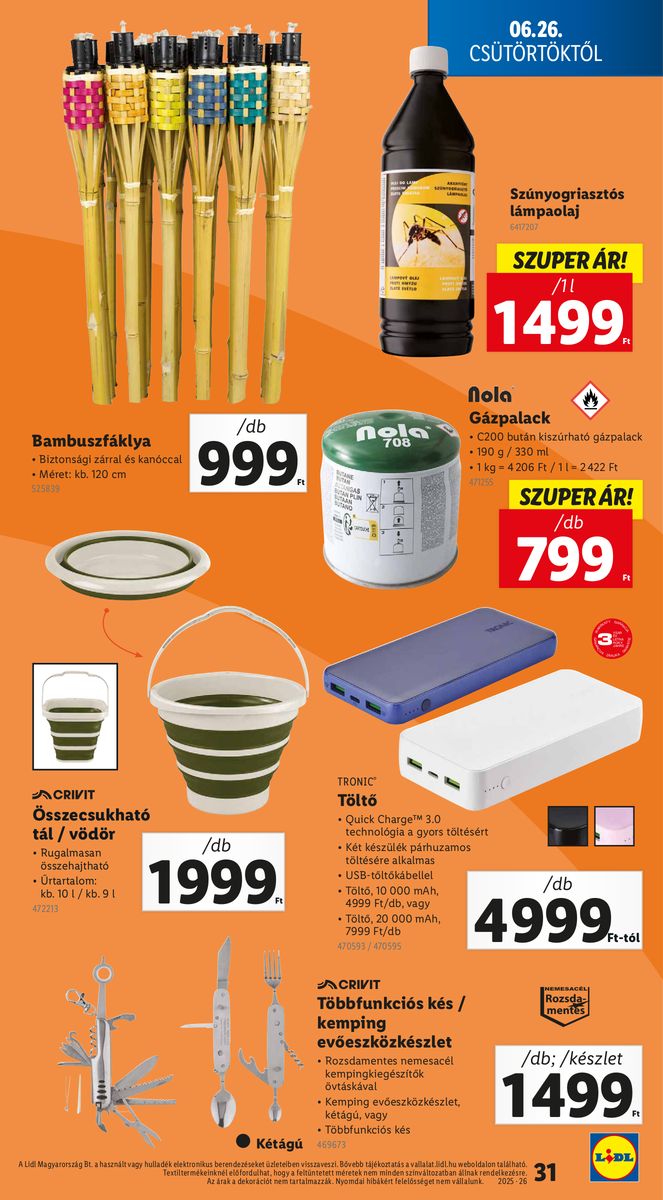 06.26.
CSÜTÖRTÖKTŐL
Szúnyogriasztós
lámpaolaj
6417207
SZUPER ÁR!
/1 l
1499 Ft
Bambuszfáklya
• Biztonsági zárral és kanóccal
• Méret: kb. 120 cm
525839
/db
999 Ft
nola
708
Nola
Gázpalack
• C200 bután kiszúrható gázpalack
• 190 g / 330 ml
• 1 kg = 4 206 Ft / 1 l = 2 422 Ft
471255
SZUPER ÁR!
/db
799 Ft
CRIVIT
Összecsukható
tál / vödör
• Rugalmasan
összehajtható
• Űrtartalom:
kb. 10 l / kb. 9 l
472213
/db
1999 Ft
TRONIC
3
TRONIC®
Töltő
• Quick Charge™ 3.0
technológia a gyors töltésért
• Két készülék párhuzamos
töltésére alkalmas
• USB-töltőkábellel
• Töltő, 10 000 mAh,
4999 Ft/db, vagy
• Töltő, 20 000 mAh,
7999 Ft/db
470593 / 470595
/db
4999 Ft-tól
CRIVIT
Többfunkciós kés /
kemping
evőeszközkészlet
• Rozsdamentes nemesacél
kempingkiegészítők
övtáskával
• Kemping evőeszközkészlet,
kétágú, vagy
• Többfunkciós kés
469673
NEMESACÉL
Rozsda-
mentes
/db; /készlet
1499 Ft
Kétágú
A Lidl Magyarország Bt. a használt vagy hulladék elektronikus berendezéseket üzleteiben visszaveszi. Bővebb tájékoztatás a vallalat.lidl.hu weboldalon található.
Textiltermékeinknél előfordulhat, hogy a feltüntetett méretek nem minden színváltozatban állnak rendelkezésre.
Az árak a dekorációt nem tartalmazzák. Nyomdai hibákért felelősséget nem vállalunk.
2025 - 26
31
LIDL